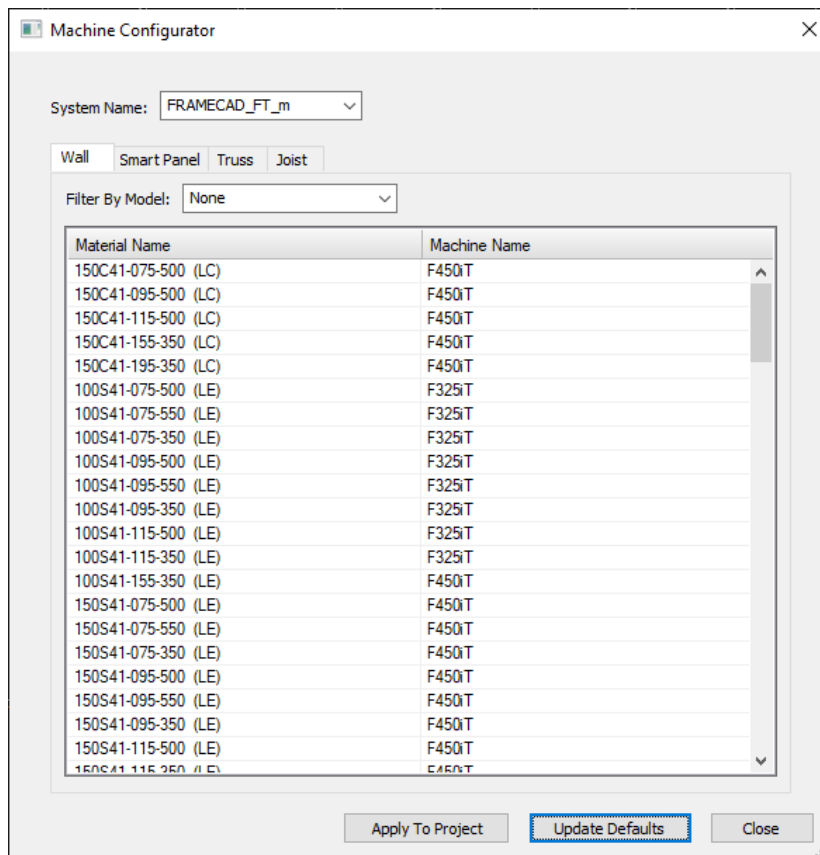 Machine Configurator
System Name: FRAMECAD_FT_m
Wall Smart Panel Truss Joist
Filter By Model: None
Material Name Machine Name
150C41-075-500 (LC) F450iT
150C41-095-500 (LC) F450iT
150C41-115-500 (LC) F450iT
150C41-155-350 (LC) F450iT
150C41-195-350 (LC) F450iT
100S41-075-500 (LE) F325iT
100S41-075-550 (LE) F325iT
100S41-075-350 (LE) F325iT
100S41-095-500 (LE) F325iT
100S41-095-550 (LE) F325iT
100S41-095-350 (LE) F325iT
100S41-115-500 (LE) F325iT
100S41-115-350 (LE) F325iT
100S41-155-350 (LE) F450iT
150S41-075-500 (LE) F450iT
150S41-075-550 (LE) F450iT
150S41-075-350 (LE) F450iT
150S41-095-500 (LE) F450iT
150S41-095-550 (LE) F450iT
150S41-095-350 (LE) F450iT
150S41-115-500 (LE) F450iT
150S41-115-350 (LE) F450iT
Apply To Project Update Defaults Close